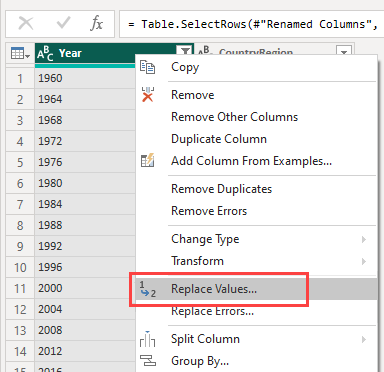 = Table.SelectRows(#"Renamed Columns",
ABC Year
CountryRegion
1 1960
2 1964
3 1968
4 1972
5 1976
6 1980
7 1984
8 1988
9 1992
10 1996
11 2000
12 2004
13 2008
14 2012
15 2016
Copy
Remove
Remove Other Columns
Duplicate Column
Add Column From Examples...
Remove Duplicates
Remove Errors
Change Type
Transform
1 2 Replace Values...
Replace Errors...
Split Column
Group By...